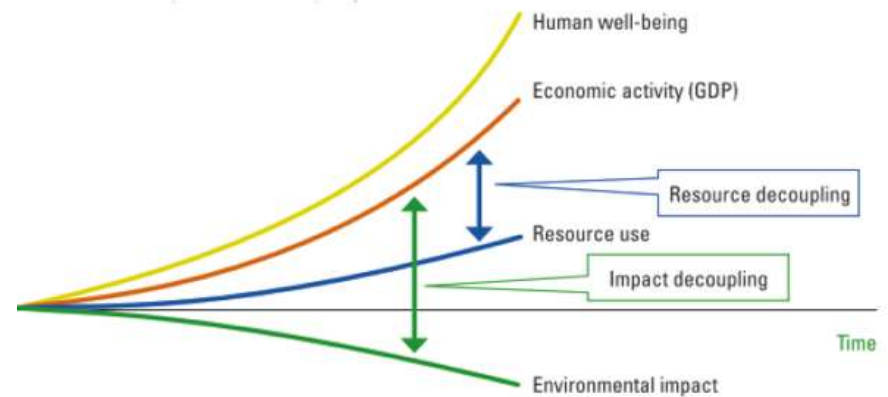 Human well-being
Economic activity (GDP)
Resource decoupling
Resource use
Impact decoupling
Time
Environmental impact